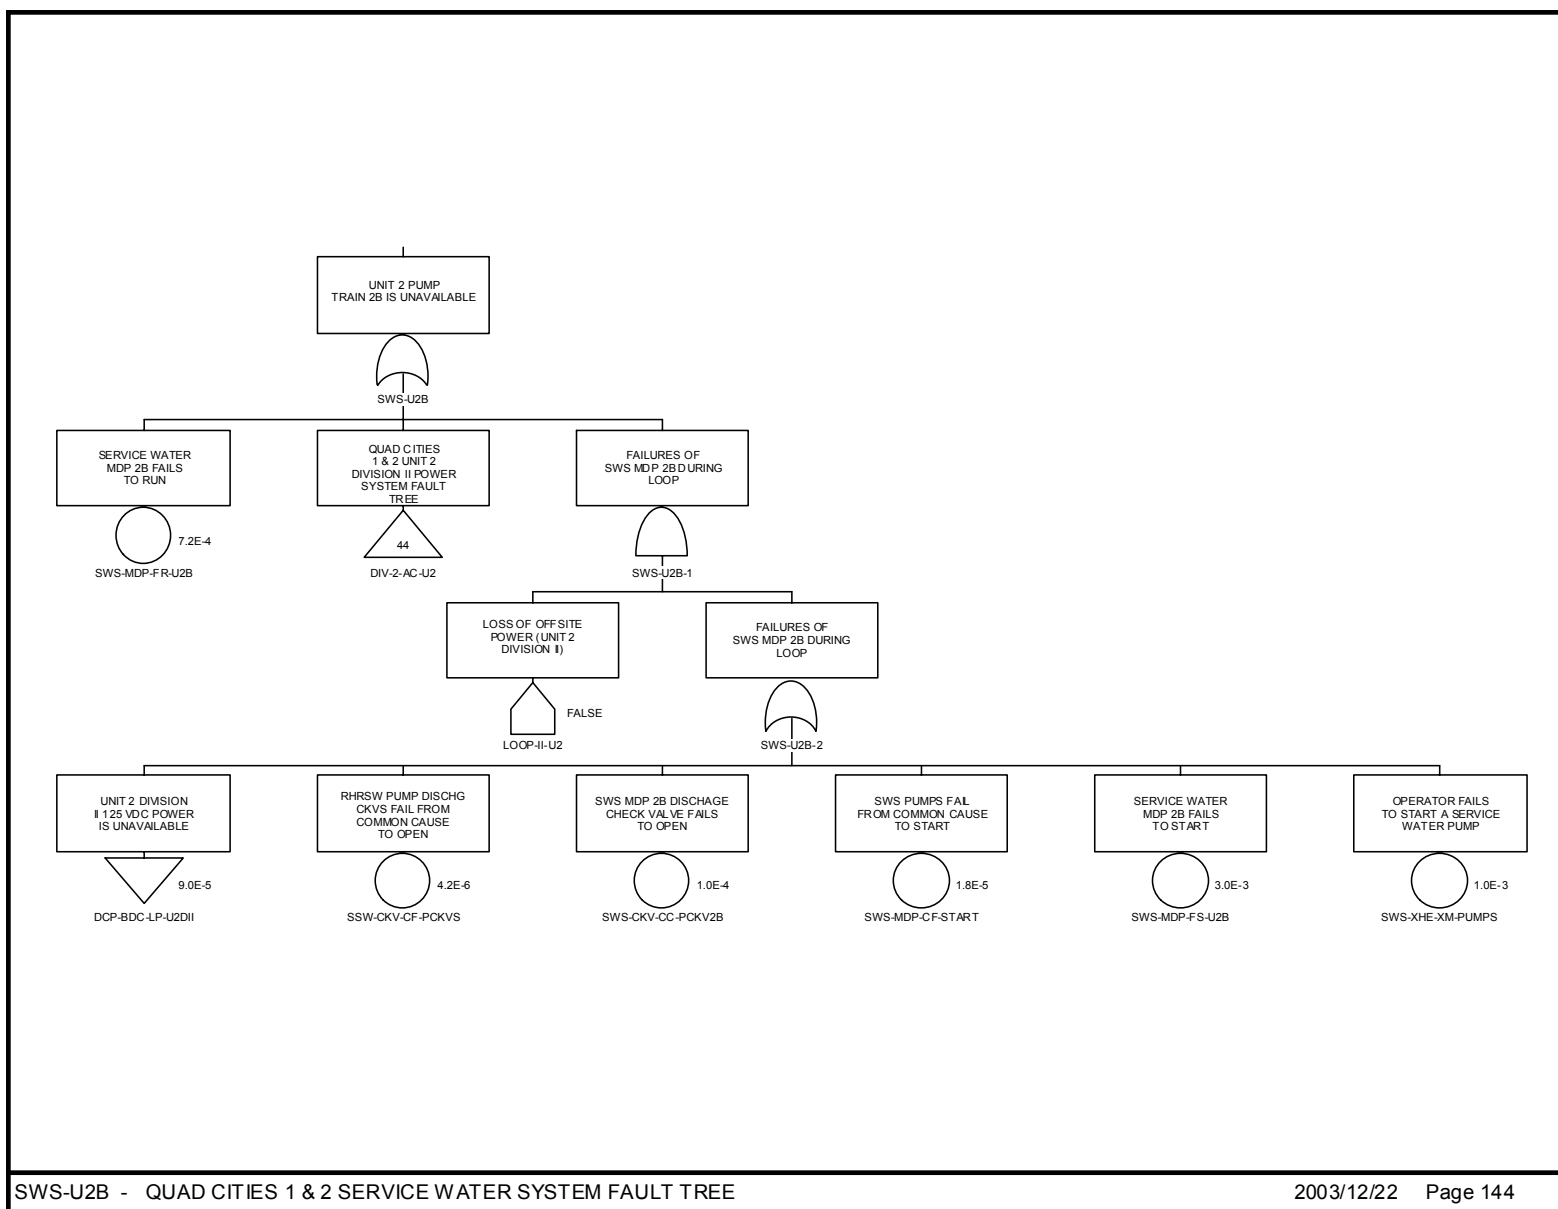 UNIT 2 PUMP
TRAIN 2B IS UNAVAILABLE
SWS-U2B
SERVICE WATER
MDP 2B FAILS
TO RUN
7.2E-4
SWS-MDP-FR-U2B
QUAD CITIES
1 & 2 UNIT 2
DIVISION II POWER
SYSTEM FAULT
TREE
44
DIV-2-AC-U2
FAILURES OF
SWS MDP 2B DURING
LOOP
SWS-U2B-1
LOSS OF OFFSITE
POWER (UNIT 2
DIVISION II)
FALSE
LOOP-II-U2
FAILURES OF
SWS MDP 2B DURING
LOOP
SWS-U2B-2
UNIT 2 DIVISION
II 125 VDC POWER
IS UNAVAILABLE
9.0E-5
DCP-BDC-LP-U2DII
RHRSW PUMP DISCHG
CKVS FAIL FROM
COMMON CAUSE
TO OPEN
4.2E-6
SSW-CKV-CF-PCKVS
SWS MDP 2B DISCHAGE
CHECK VALVE FAILS
TO OPEN
1.0E-4
SWS-CKV-CC-PCKV2B
SWS PUMPS FAIL
FROM COMMON CAUSE
TO START
1.8E-5
SWS-MDP-CF-START
SERVICE WATER
MDP 2B FAILS
TO START
3.0E-3
SWS-MDP-FS-U2B
OPERATOR FAILS
TO START A SERVICE
WATER PUMP
1.0E-3
SWS-XHE-XM-PUMPS
SWS-U2B - QUAD CITIES 1 & 2 SERVICE WATER SYSTEM FAULT TREE
2003/12/22 Page 144